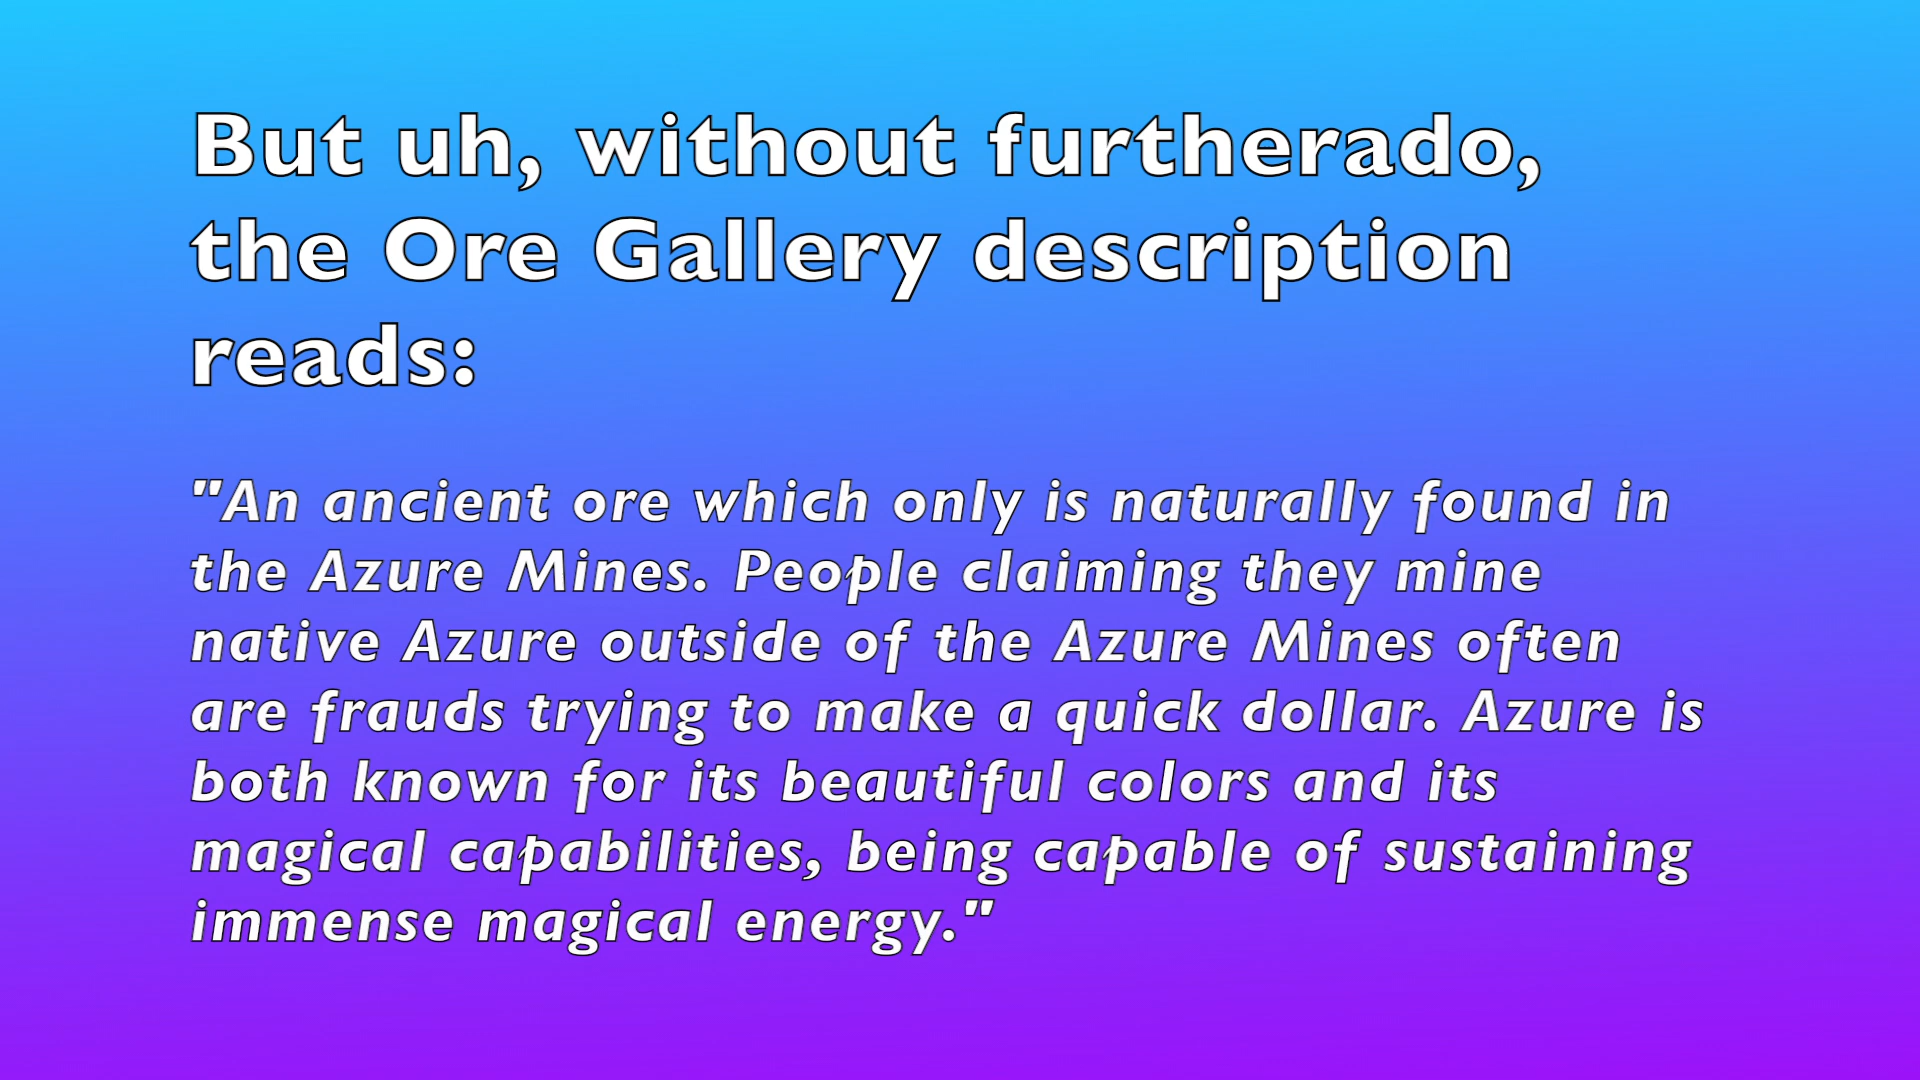 But uh, without furtherado,
the Ore Gallery description
reads:
"An ancient ore which only is naturally found in
the Azure Mines. People claiming they mine
native Azure outside of the Azure Mines often
are frauds trying to make a quick dollar. Azure is
both known for its beautiful colors and its
magical capabilities, being capable of sustaining
immense magical energy."